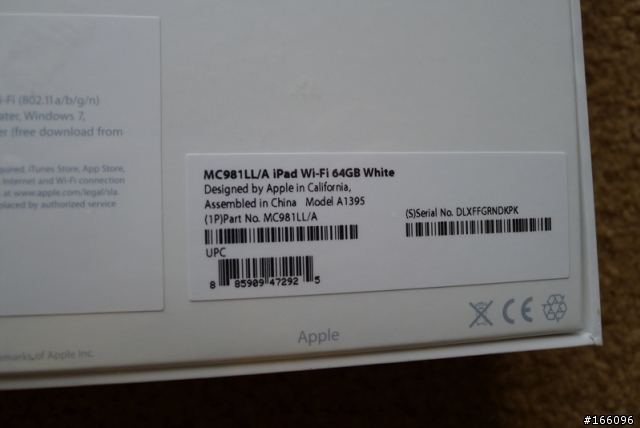 -Fi (802.11a/b/g/n)
ater, Windows 7,
er (free download from
quired. iTunes Store, App Store,
Internet and Wi-Fi connection
e at www.apple.com/legal/sla.
placed by authorized service
MC981LL/A iPad Wi-Fi 64GB White
Designed by Apple in California,
Assembled in China Model A1395
(1P)Part No. MC981LL/A
(S)Serial No. DLXFFGRNDKPK
UPC
8 85909 47292 5
Apple
CE
emarks of Apple Inc.
#166096